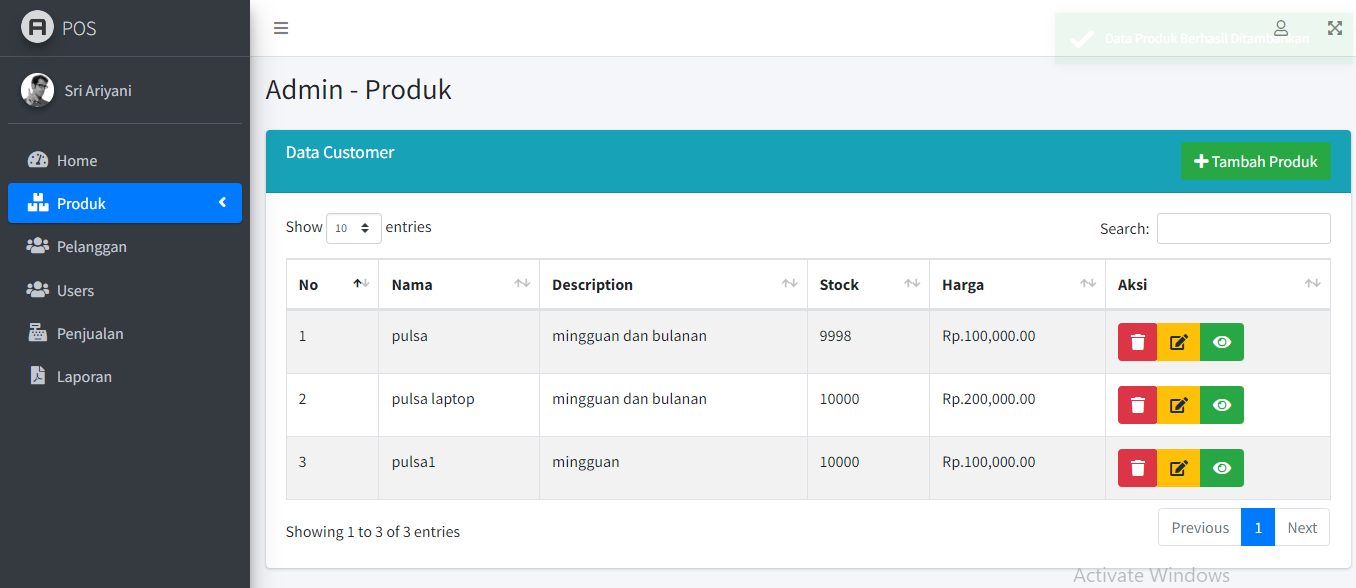 POS
Data Produk Berhasil Ditambahkan
Sri Ariyani
Admin - Produk
Home
Produk
Pelanggan
Users
Penjualan
Laporan
Data Customer
Tambah Produk
Show 10 entries
Search:
No Nama Description Stock Harga Aksi
1 pulsa mingguan dan bulanan 9998 Rp.100,000.00
2 pulsa laptop mingguan dan bulanan 10000 Rp.200,000.00
3 pulsa1 mingguan 10000 Rp.100,000.00
Showing 1 to 3 of 3 entries
Previous 1 Next
Activate Windows